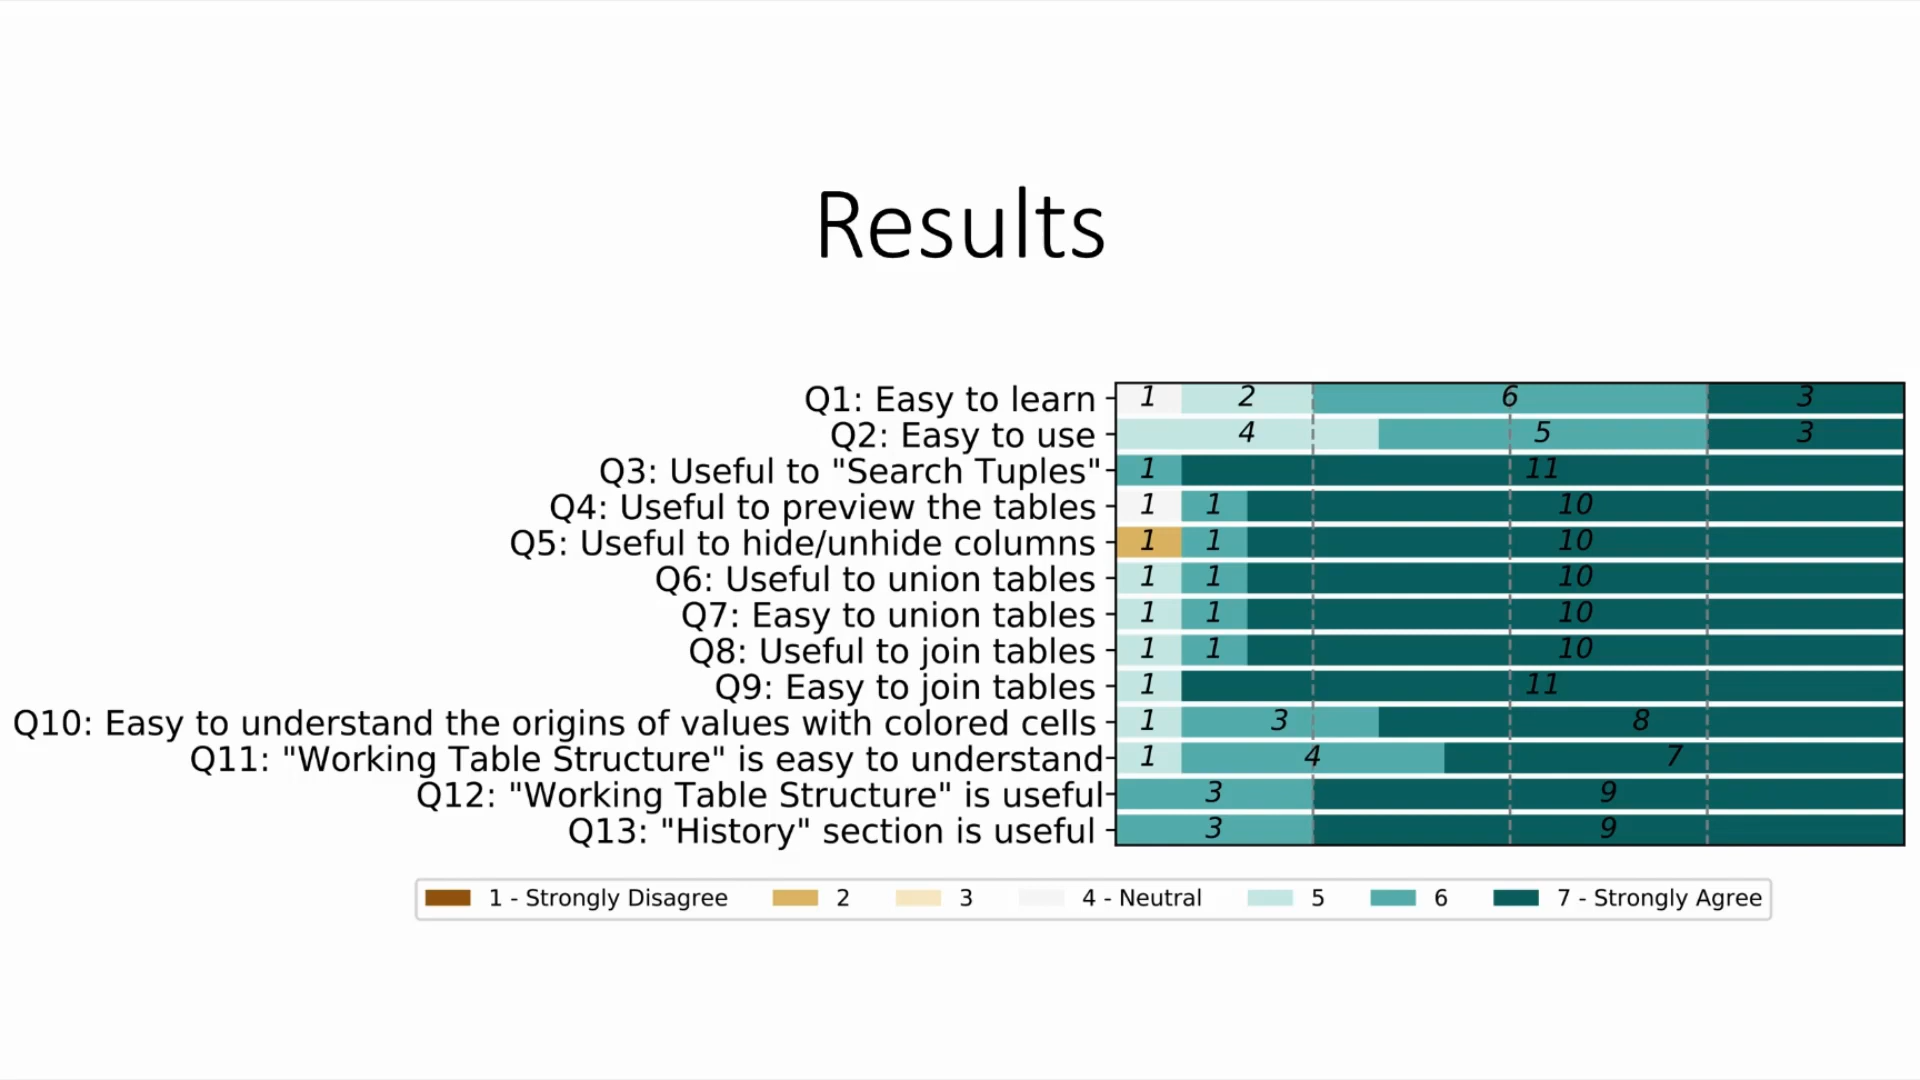 Results
Q1: Easy to learn 1 2 6 3
Q2: Easy to use 4 5 3
Q3: Useful to "Search Tuples" 1 11
Q4: Useful to preview the tables 1 1 10
Q5: Useful to hide/unhide columns 1 1 10
Q6: Useful to union tables 1 1 10
Q7: Easy to union tables 1 1 10
Q8: Useful to join tables 1 1 10
Q9: Easy to join tables 1 11
Q10: Easy to understand the origins of values with colored cells 1 3 8
Q11: "Working Table Structure" is easy to understand 1 4 7
Q12: "Working Table Structure" is useful 3 9
Q13: "History" section is useful 3 9
1 - Strongly Disagree 2 3 4 - Neutral 5 6 7 - Strongly Agree